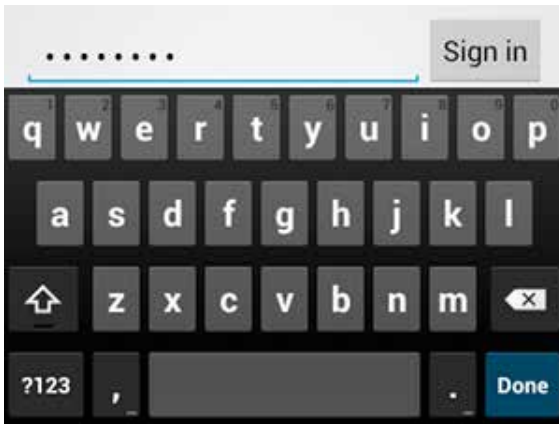 ........ Sign in
1 2 3 4 5 6 7 8 9 0
q w e r t y u i o p
a s d f g h j k l
z x c v b n m
?123 , . Done